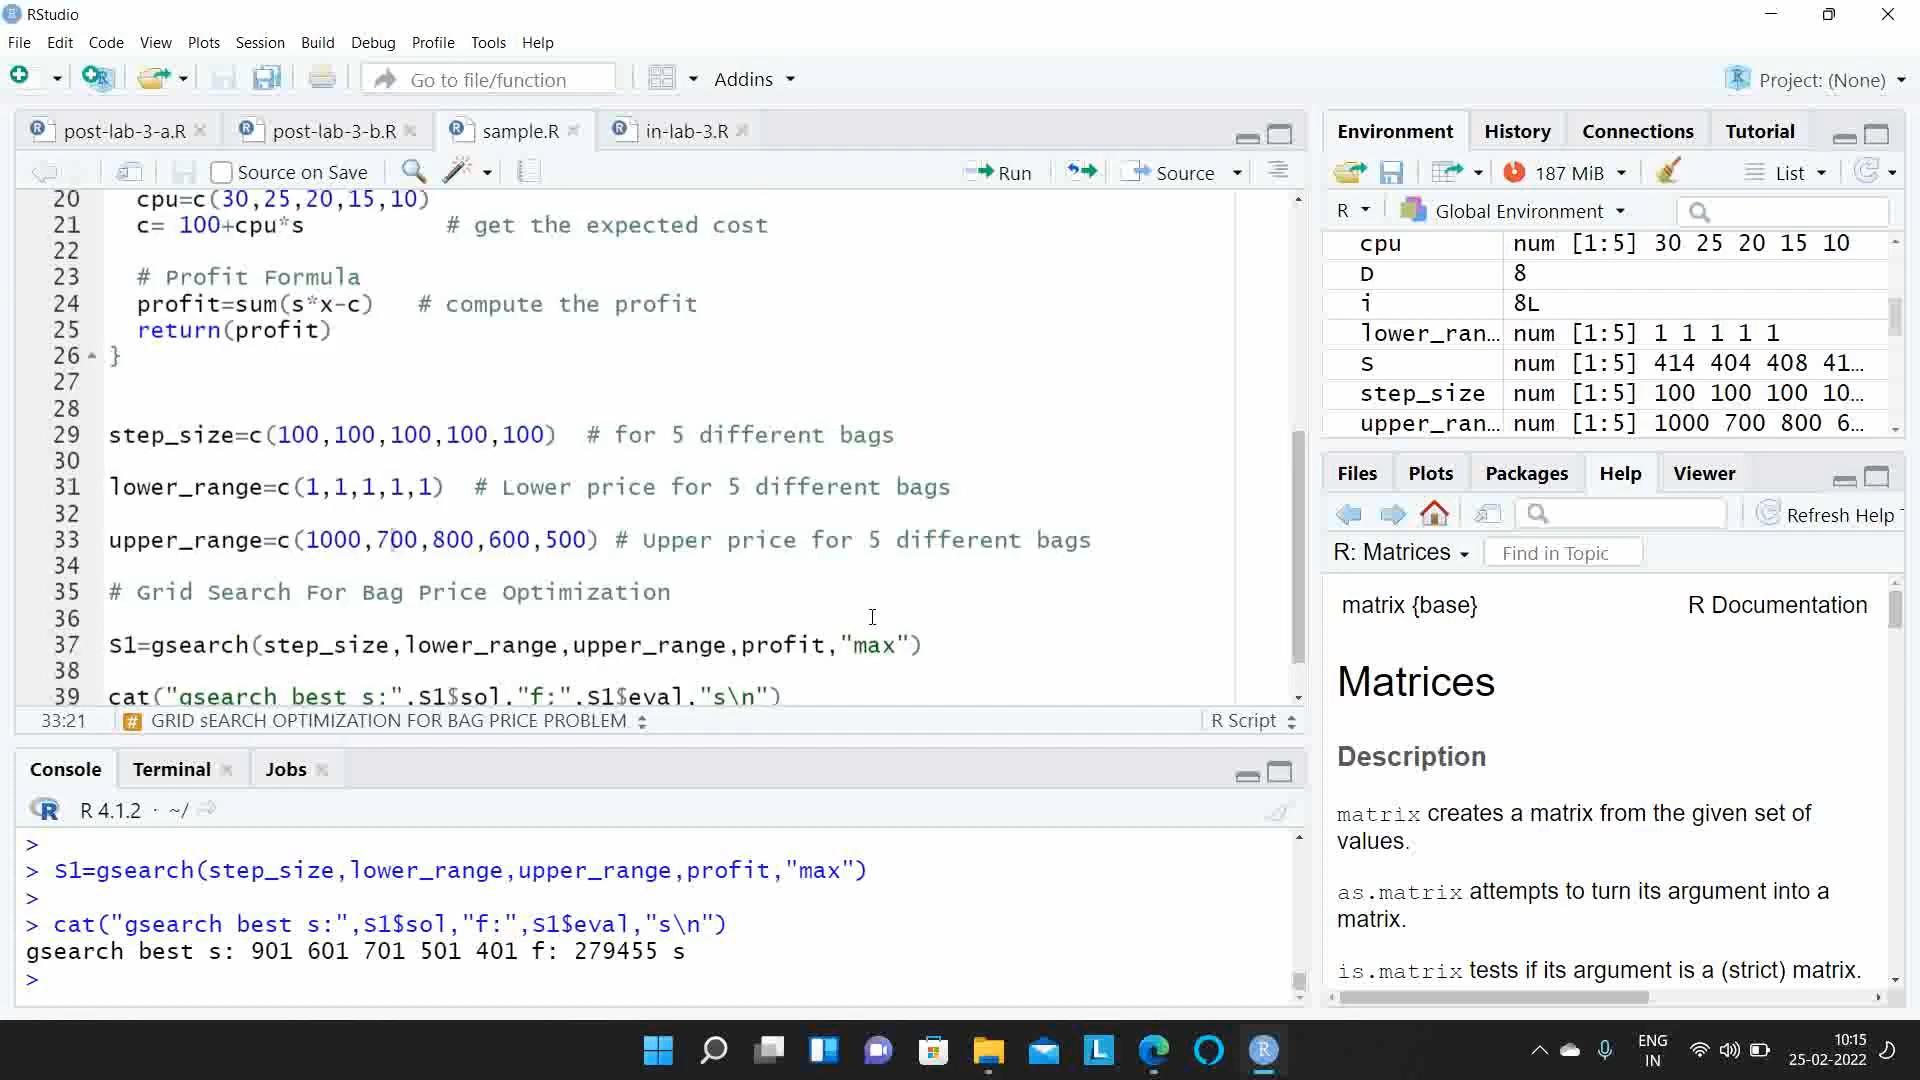 RStudio
File Edit Code View Plots Session Build Debug Profile Tools Help
Go to file/function Addins Project: (None)
post-lab-3-a.R post-lab-3-b.R sample.R in-lab-3.R
Source on Save Run Source
20 cpu=c(30,25,20,15,10)
21 c= 100+cpu*s # get the expected cost
22
23 # Profit Formula
24 profit=sum(s*x-c) # compute the profit
25 return(profit)
26 }
27
28
29 step_size=c(100,100,100,100,100) # for 5 different bags
30
31 lower_range=c(1,1,1,1,1) # Lower price for 5 different bags
32
33 upper_range=c(1000,700,800,600,500) # Upper price for 5 different bags
34
35 # Grid Search For Bag Price Optimization
36
37 S1=gsearch(step_size,lower_range,upper_range,profit,"max")
38
39 cat("gsearch best s:",S1$sol,"f:",S1$eval,"s\n")
33:21 # GRID sEARCH OPTIMIZATION FOR BAG PRICE PROBLEM R Script
Console Terminal Jobs
R 4.1.2 · ~/
>
> S1=gsearch(step_size,lower_range,upper_range,profit,"max")
>
> cat("gsearch best s:",S1$sol,"f:",S1$eval,"s\n")
gsearch best s: 901 601 701 501 401 f: 279455 s
>
Environment History Connections Tutorial
187 MiB List
R Global Environment
cpu num [1:5] 30 25 20 15 10
D 8
i 8L
lower_ran… num [1:5] 1 1 1 1 1
S num [1:5] 414 404 408 41…
step_size num [1:5] 100 100 100 10…
upper_ran… num [1:5] 1000 700 800 6…
Files Plots Packages Help Viewer
Refresh Help
R: Matrices Find in Topic
matrix {base} R Documentation
Matrices
Description
matrix creates a matrix from the given set of
values.
as.matrix attempts to turn its argument into a
matrix.
is.matrix tests if its argument is a (strict) matrix.
ENG
IN
10:15
25-02-2022